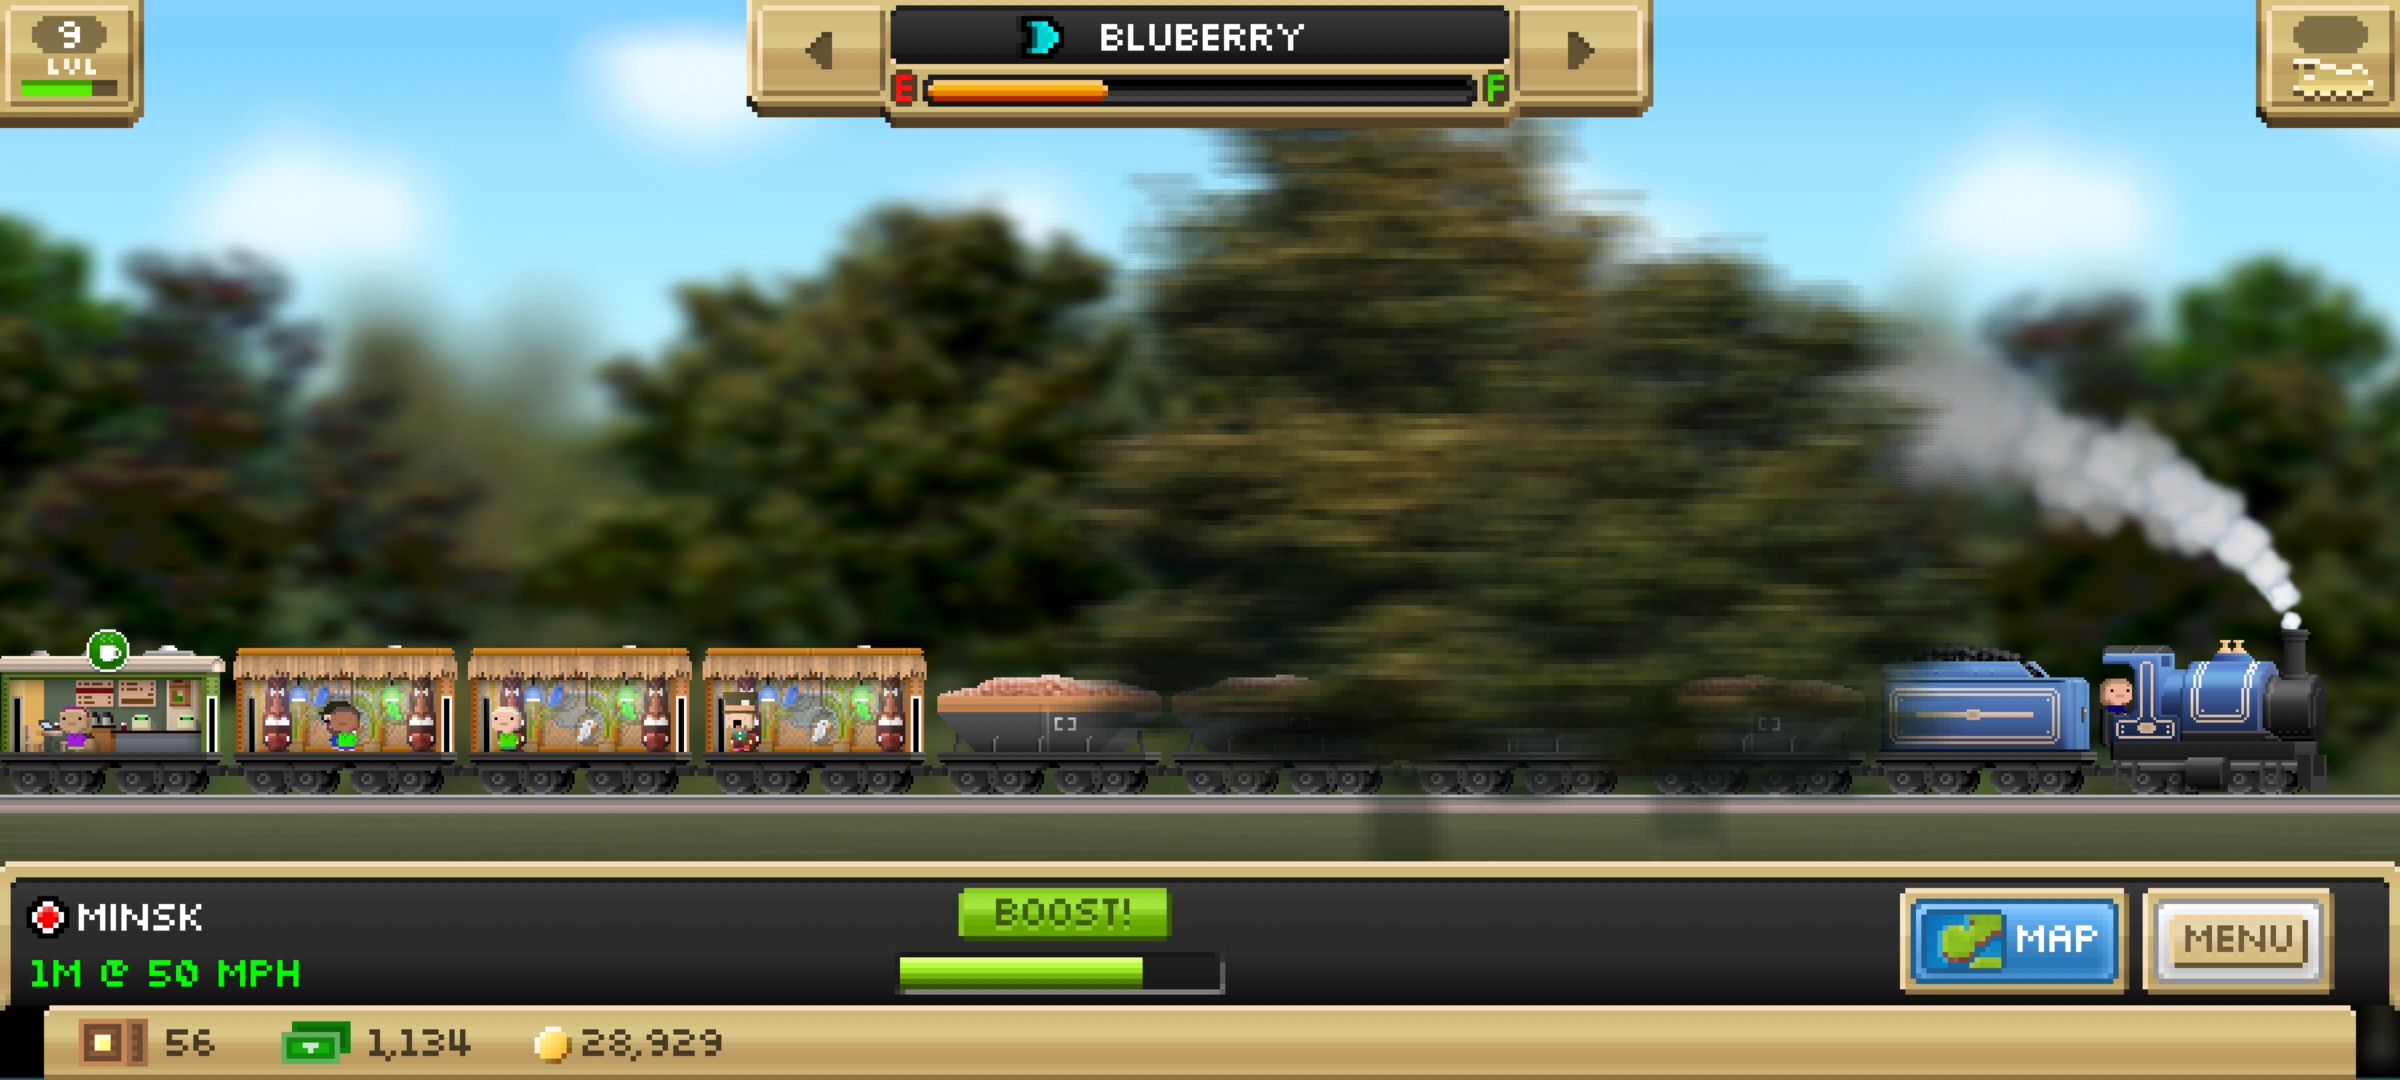 9
LVL
BLUBERRY
E F
MINSK
1M @ 50 MPH
BOOST!
MAP
MENU
56 1,134 28,929